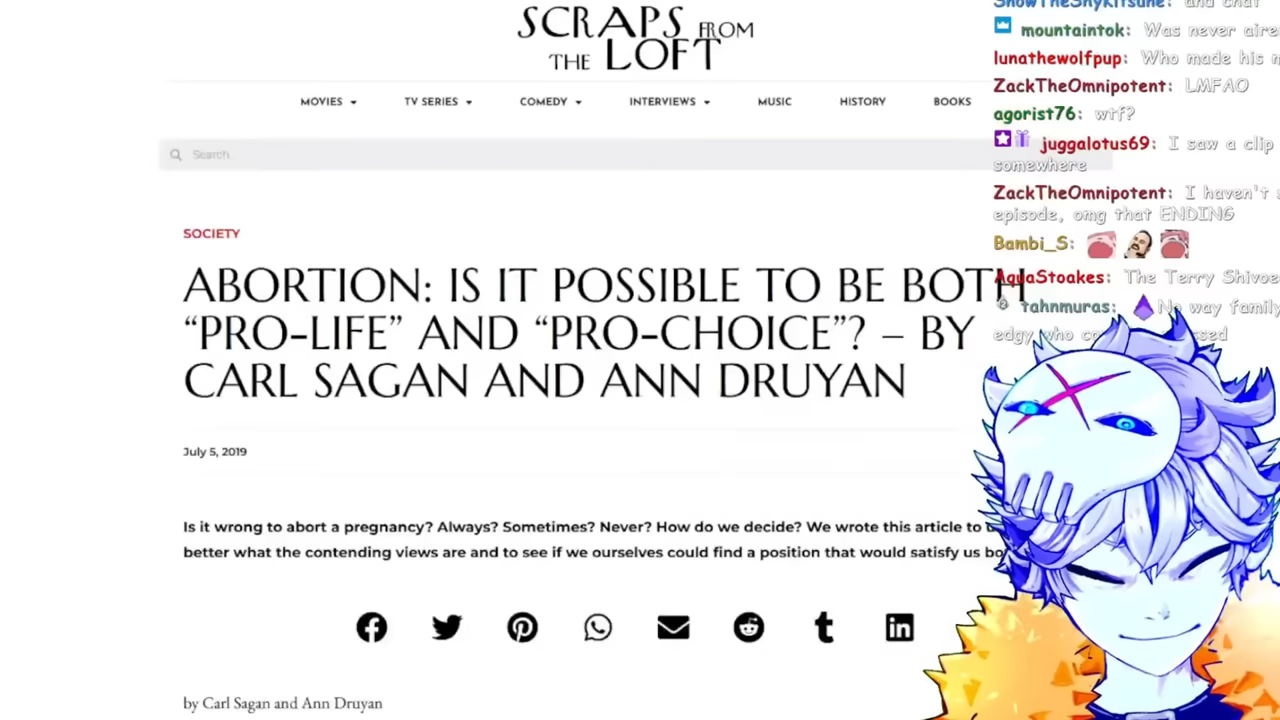 SCRAPS FROM
THE LOFT
MOVIES
TV SERIES
COMEDY
INTERVIEWS
MUSIC
HISTORY
BOOKS
Search
SOCIETY
ABORTION: IS IT POSSIBLE TO BE BOTH
“PRO-LIFE” AND “PRO-CHOICE”? – BY
CARL SAGAN AND ANN DRUYAN
July 5, 2019
Is it wrong to abort a pregnancy? Always? Sometimes? Never? How do we decide? We wrote this article to
better what the contending views are and to see if we ourselves could find a position that would satisfy us
by Carl Sagan and Ann Druyan
ShowTheShyKitsune: and chat
mountaintok: Was never
lunathewolfpup: Who made his
ZackTheOmnipotent: LMFAO
agorist76: wtf?
juggalotus69: I saw a clip
somewhere
ZackTheOmnipotent: I haven't
episode, omg that ENDING
Bambi_S:
AquaStoakes: The Terry
tahnmuras: No way family
edgy who